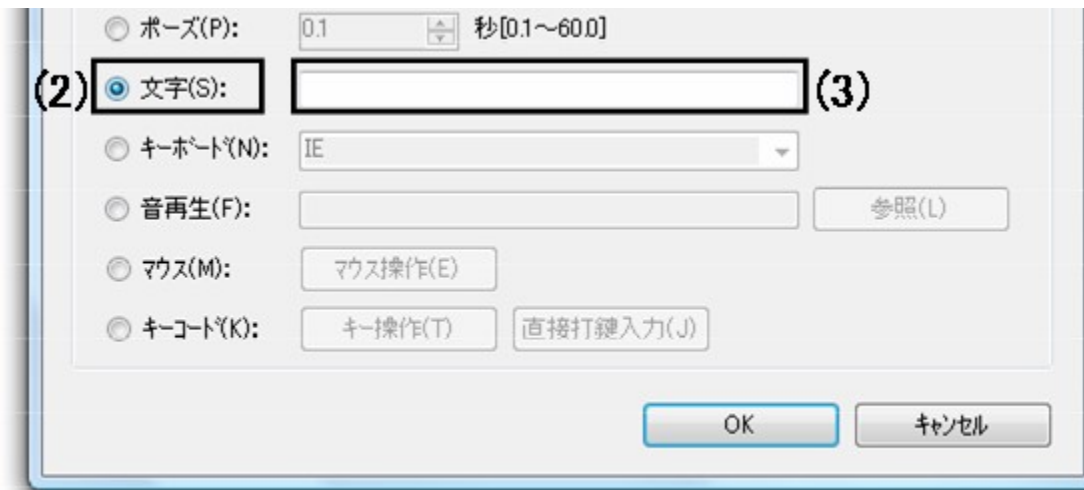 ポーズ(P): 0.1 秒[0.1～60.0]
(2) 文字(S): (3)
ｷｰﾎﾞｰﾄﾞ(N): IE
音再生(F): 参照(L)
ﾏｳｽ(M): ﾏｳｽ操作(E)
ｷｰｺｰﾄﾞ(K): ｷｰ操作(T) 直接打鍵入力(J)
OK ｷｬﾝｾﾙ